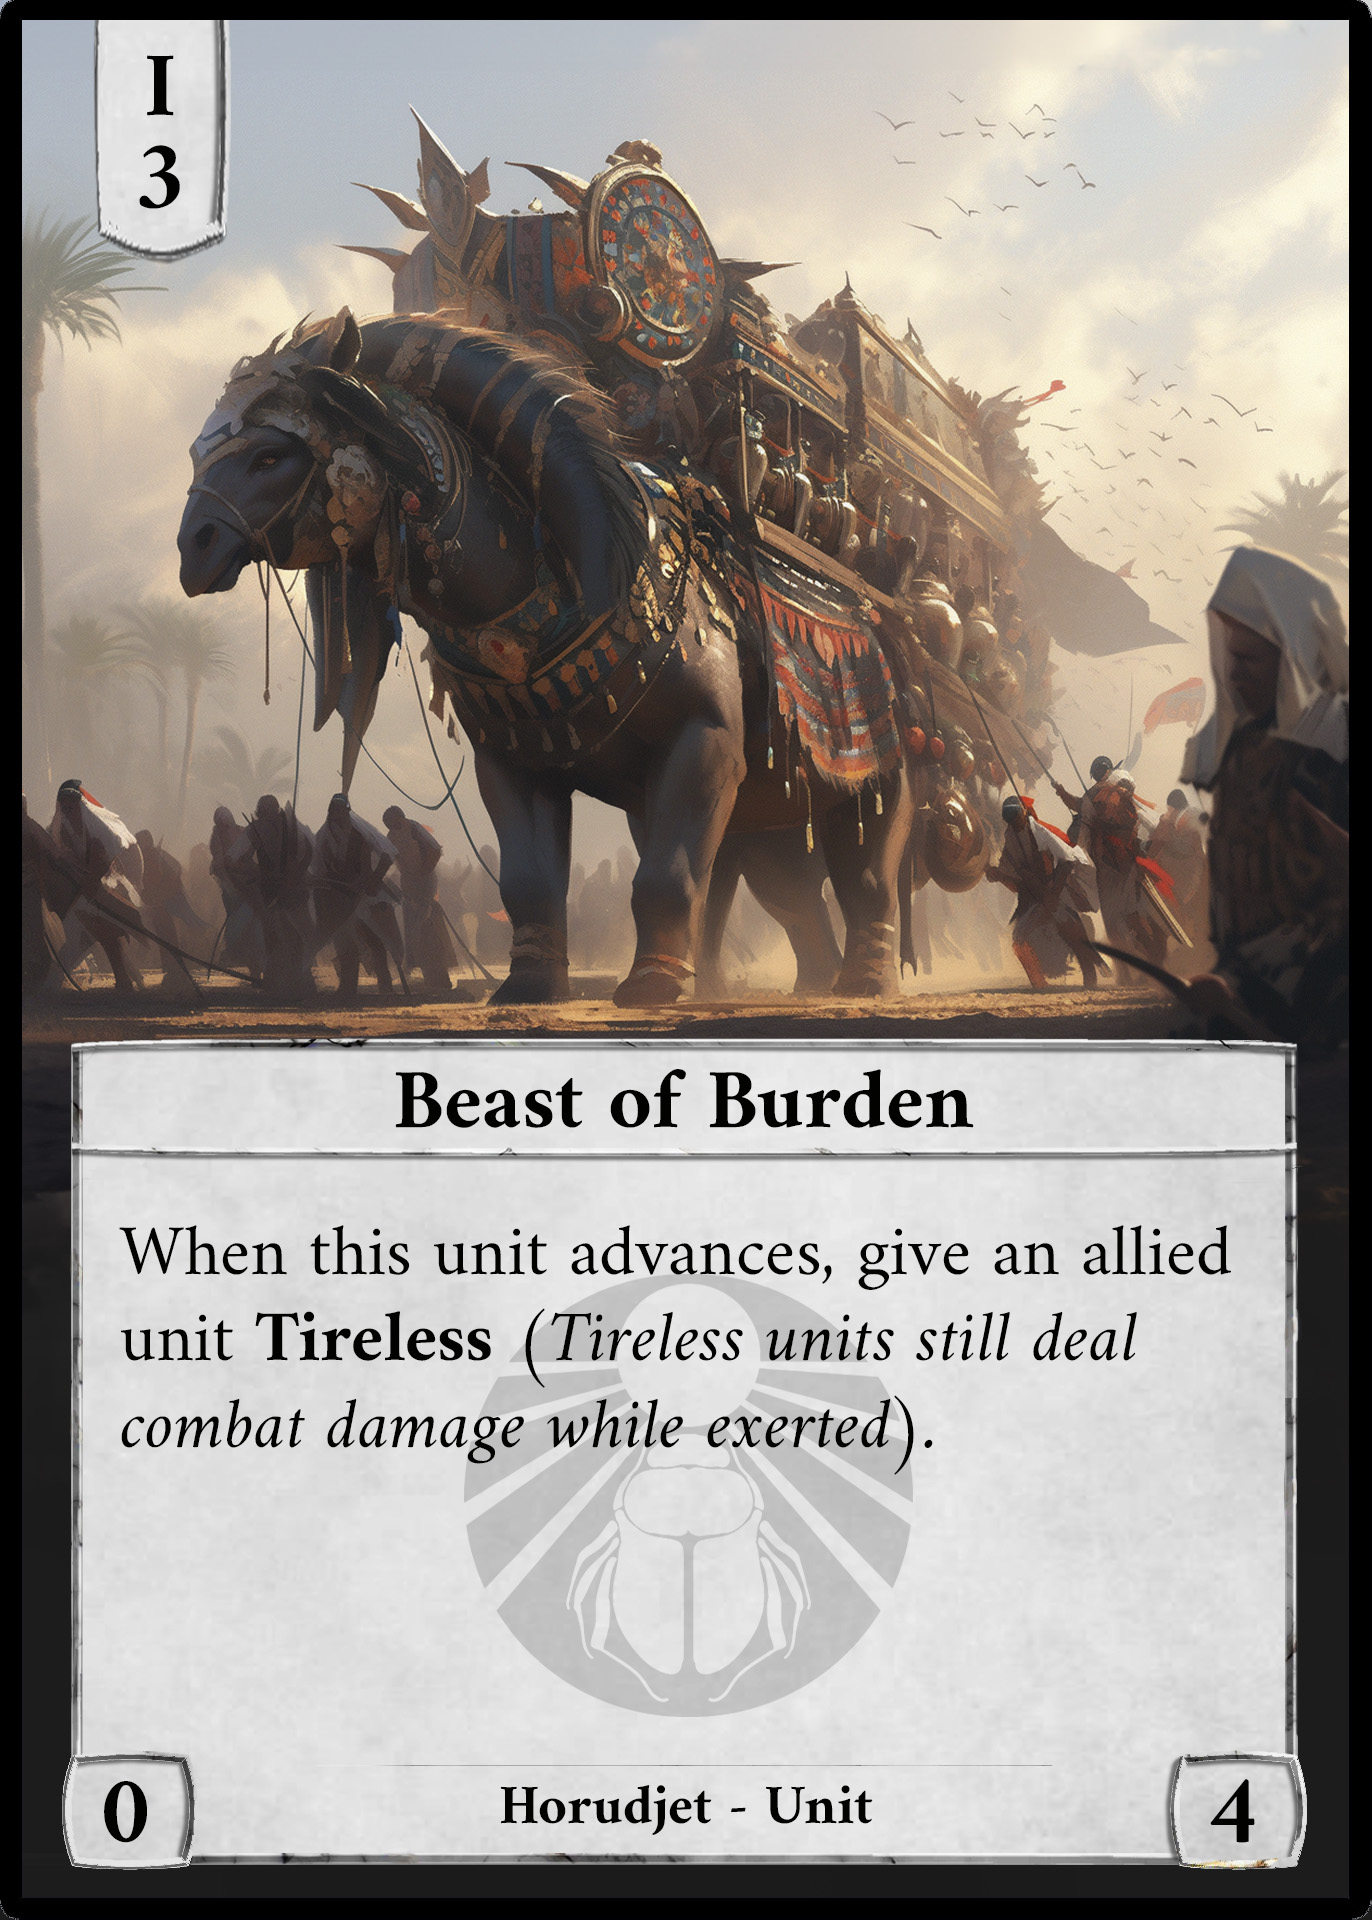 I
3
Beast of Burden
When this unit advances, give an allied
unit Tireless (Tireless units still deal
combat damage while exerted).
0
Horudjet - Unit
4